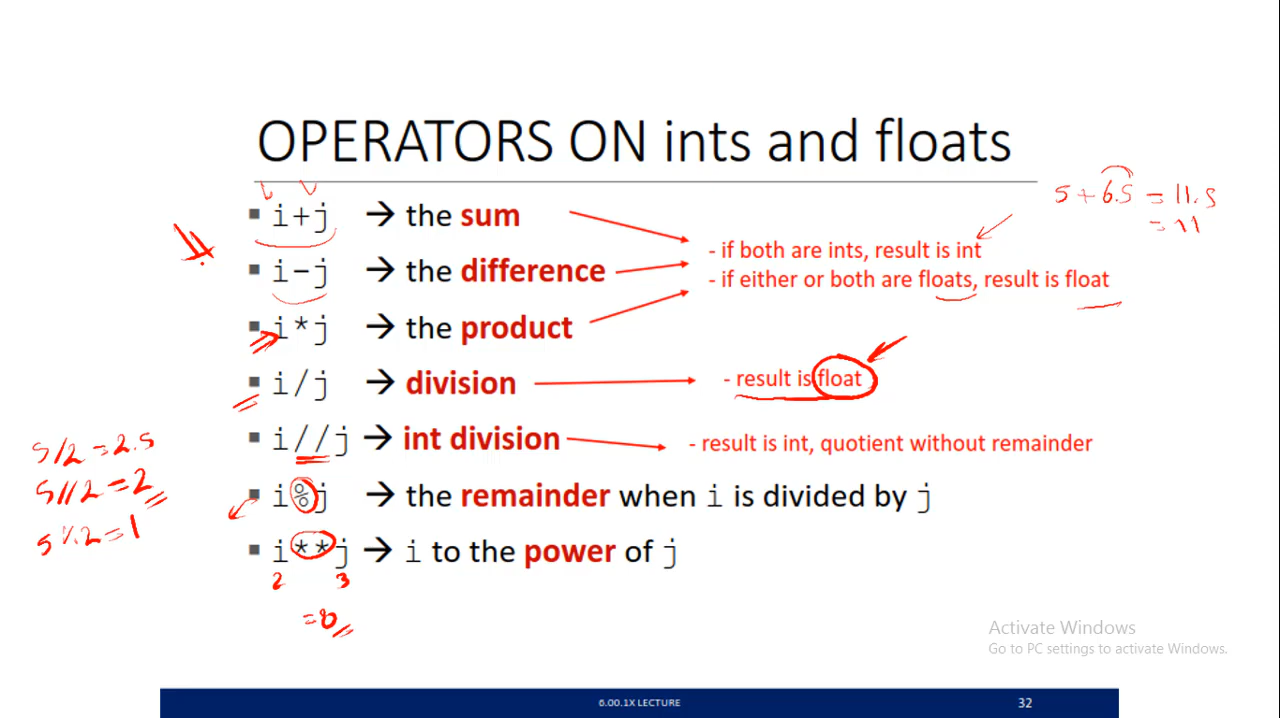 OPERATORS ON ints and floats
5 + 6.5 = 11.5
= 11
▪ i+j → the sum
- if both are ints, result is int
▪ i-j → the difference
- if either or both are floats, result is float
▪ i*j → the product
▪ i/j → division
- result is float
▪ i//j → int division
- result is int, quotient without remainder
5/2 = 2.5
5//2 = 2
▪ i%j → the remainder when i is divided by j
5%2 = 1
▪ i**j → i to the power of j
2 3
= 8
Activate Windows
Go to PC settings to activate Windows.
6.00.1X LECTURE
32